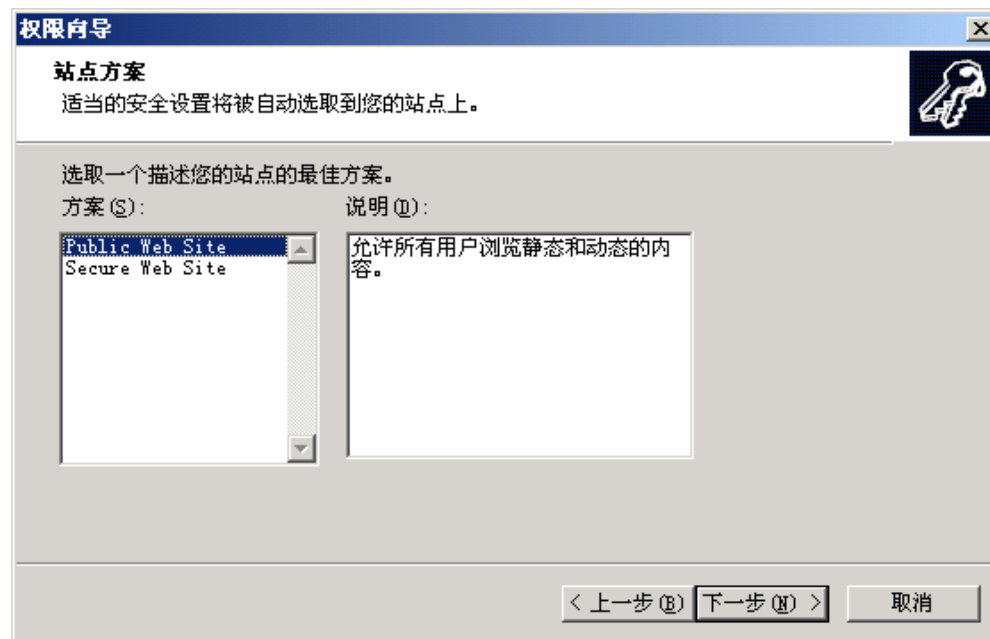 权限向导
站点方案
适当的安全设置将被自动选取到您的站点上。
选取一个描述您的站点的最佳方案。
方案(S):
说明(D):
Public Web Site
Secure Web Site
允许所有用户浏览静态和动态的内
容。
< 上一步(B)
下一步(N) >
取消